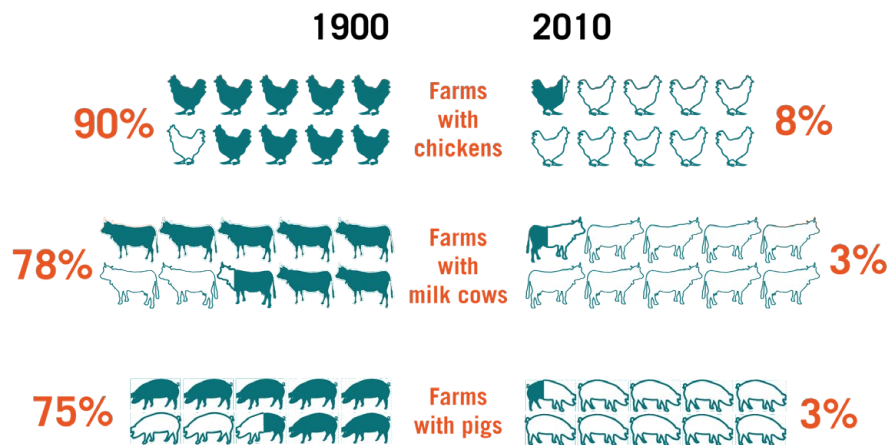 1900 2010
90%
Farms
with
chickens
8%
78%
Farms
with
milk cows
3%
75%
Farms
with pigs
3%